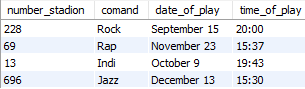 number_stadion comand date_of_play time_of_play
228 Rock September 15 20:00
69 Rap November 23 15:37
13 Indi October 9 19:43
696 Jazz December 13 15:30